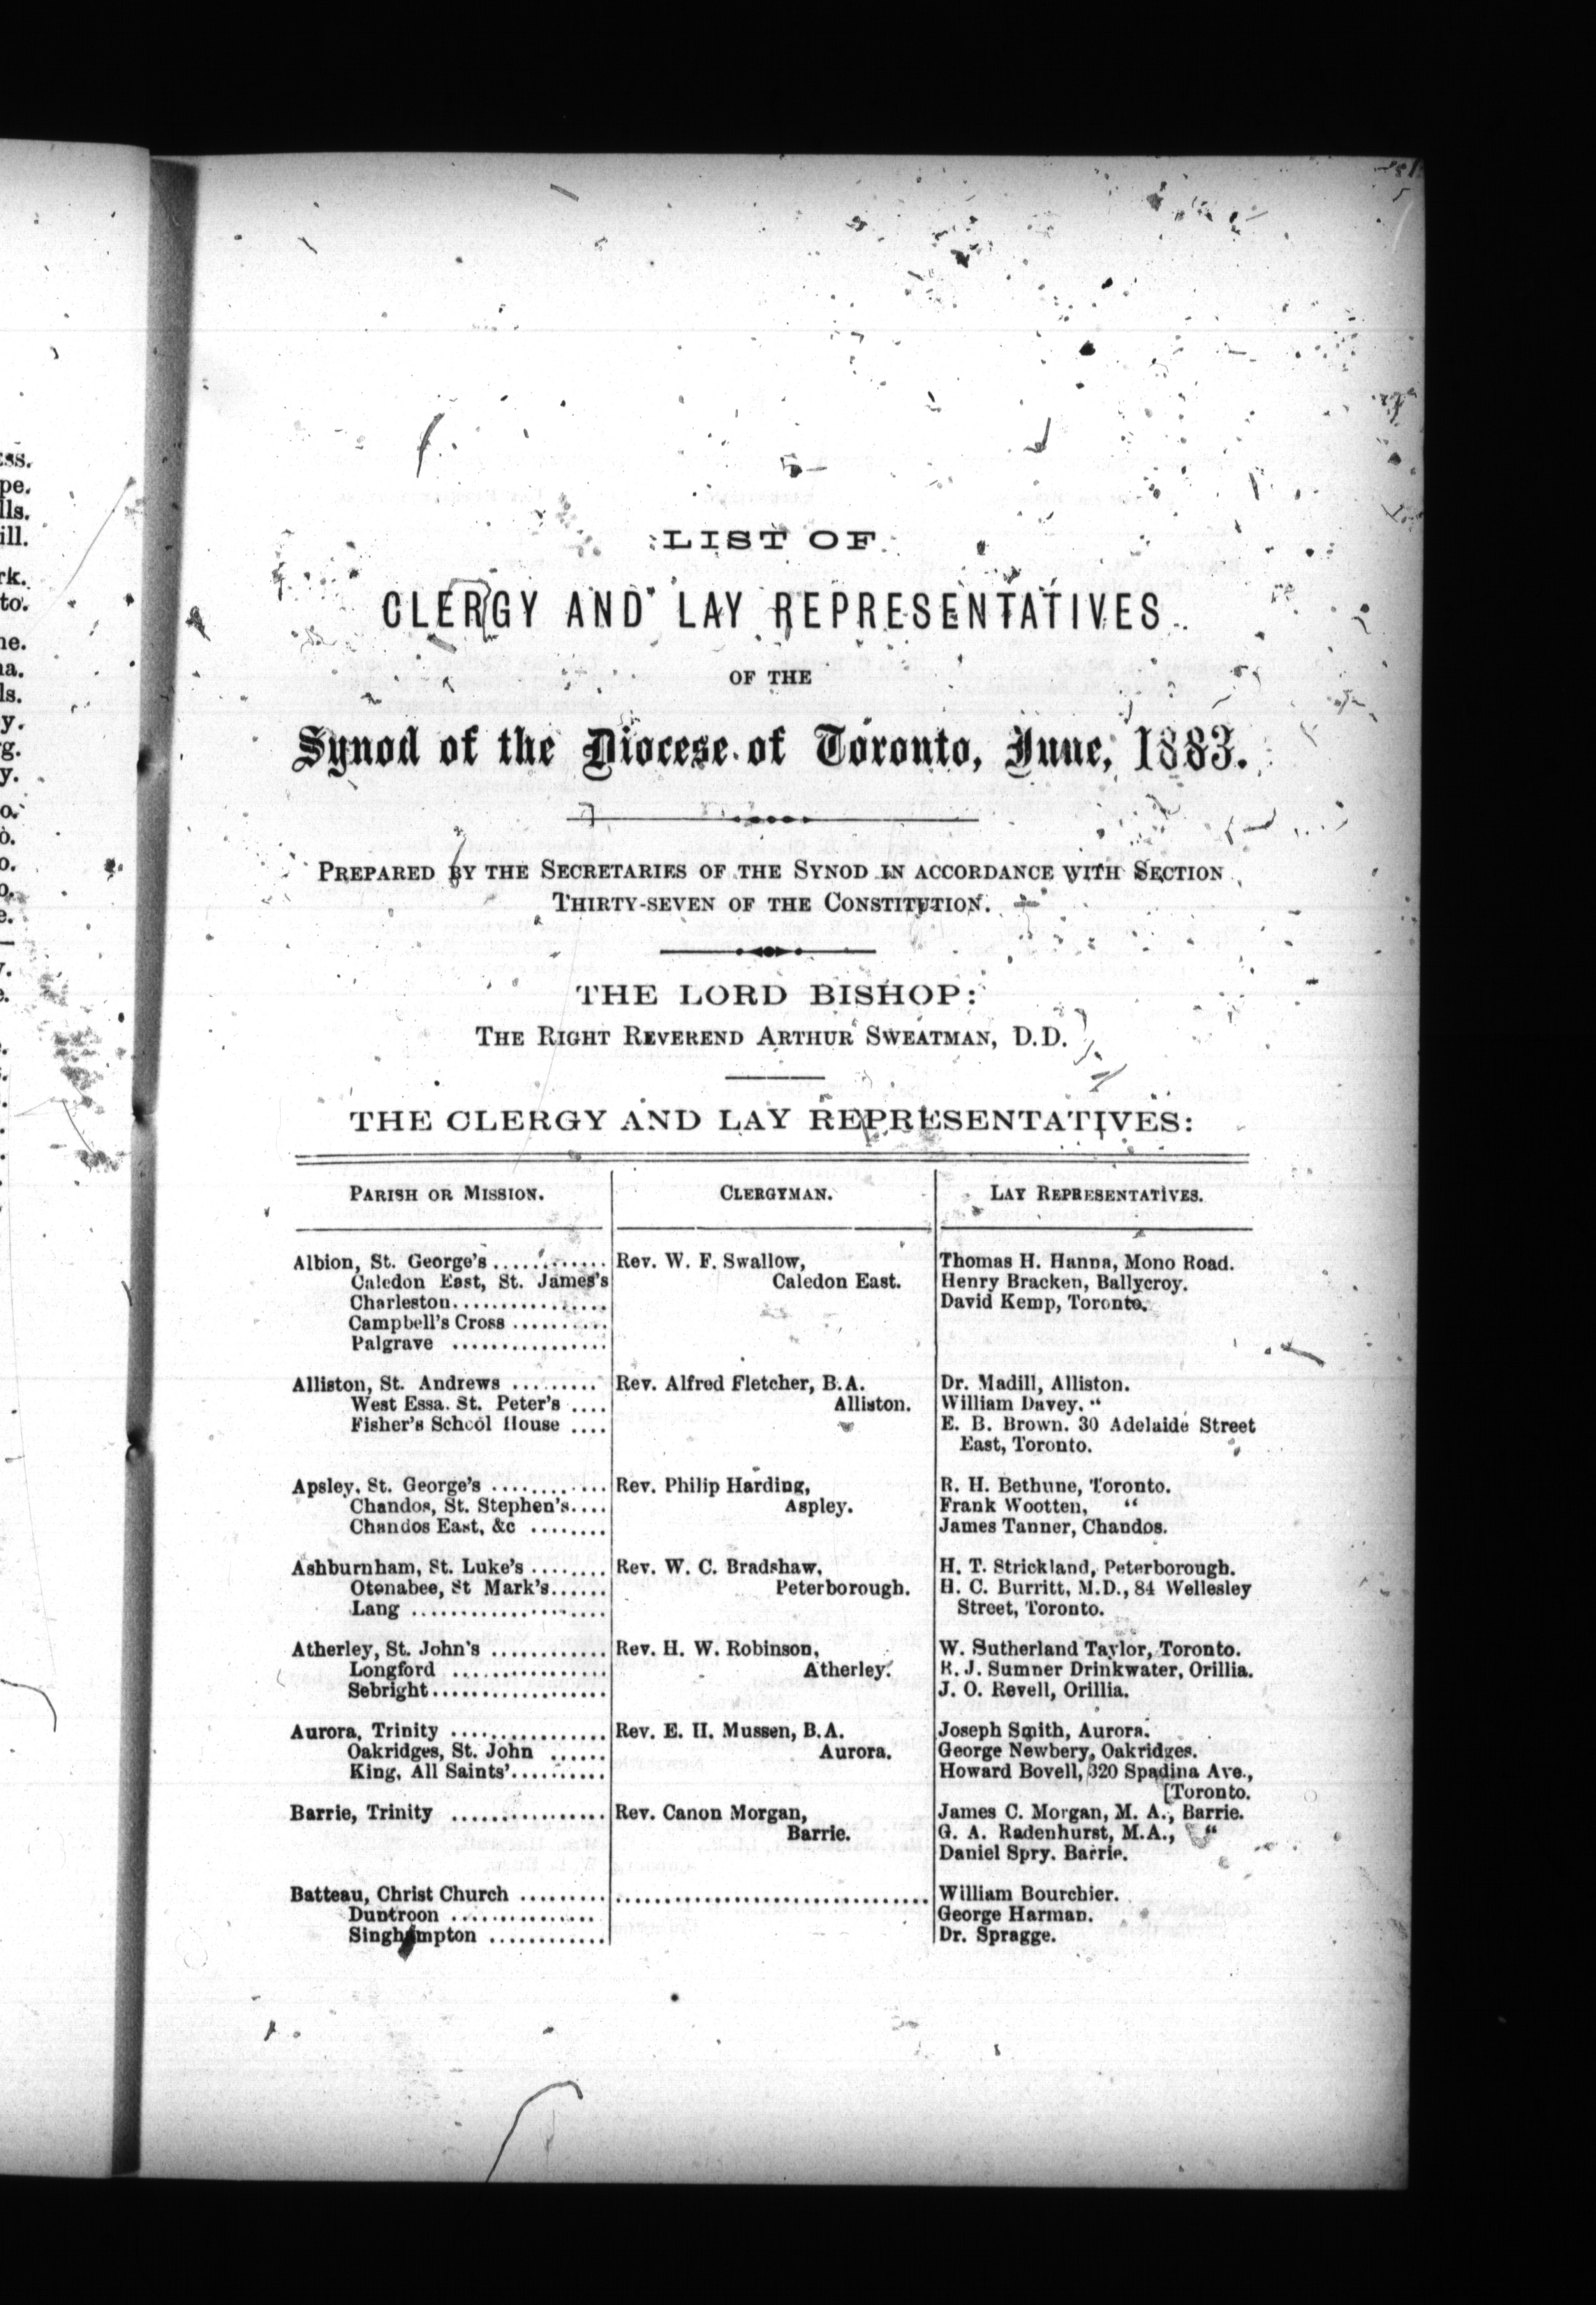 LIST OF
CLERGY AND LAY REPRESENTATIVES
OF THE
Synod of the Diocese of Toronto, June, 1883.
PREPARED BY THE SECRETARIES OF THE SYNOD IN ACCORDANCE WITH SECTION
THIRTY-SEVEN OF THE CONSTITUTION.
THE LORD BISHOP:
THE RIGHT REVEREND ARTHUR SWEATMAN, D.D.
THE CLERGY AND LAY REPRESENTATIVES:
PARISH OR MISSION. CLERGYMAN. LAY REPRESENTATIVES.
Albion, St. George's ............ Rev. W. F. Swallow, Thomas H. Hanna, Mono Road.
Caledon East, St. James's Caledon East. Henry Bracken, Ballycroy.
Charleston................ David Kemp, Toronto.
Campbell's Cross ..........
Palgrave ................
Alliston, St. Andrews ......... Rev. Alfred Fletcher, B.A. Dr. Madill, Alliston.
West Essa. St. Peter's .... Alliston. William Davey. "
Fisher's School House .... E. B. Brown. 30 Adelaide Street
East, Toronto.
Apsley, St. George's ............ Rev. Philip Harding, R. H. Bethune, Toronto.
Chandos, St. Stephen's.... Aspley. Frank Wootten, "
Chandos East, &c ........ James Tanner, Chandos.
Ashburnham, St. Luke's ........ Rev. W. C. Bradshaw, H. T. Strickland, Peterborough.
Otonabee, St Mark's...... Peterborough. H. C. Burritt, M.D., 84 Wellesley
Lang .................... Street, Toronto.
Atherley, St. John's ............ Rev. H. W. Robinson, W. Sutherland Taylor, Toronto.
Longford ................ Atherley. R. J. Sumner Drinkwater, Orillia.
Sebright.................. J. O. Revell, Orillia.
Aurora, Trinity ................ Rev. E. H. Mussen, B.A. Joseph Smith, Aurora.
Oakridges, St. John ...... Aurora. George Newbery, Oakridges.
King, All Saints'.......... Howard Bovell, 320 Spadina Ave.,
[Toronto.
Barrie, Trinity ................ Rev. Canon Morgan, James C. Morgan, M. A., Barrie.
Barrie. G. A. Radenhurst, M.A., "
Daniel Spry. Barrie.
Batteau, Christ Church ......... ................................ William Bourchier.
Duntroon ............... George Harman.
Singhampton ............ Dr. Spragge.